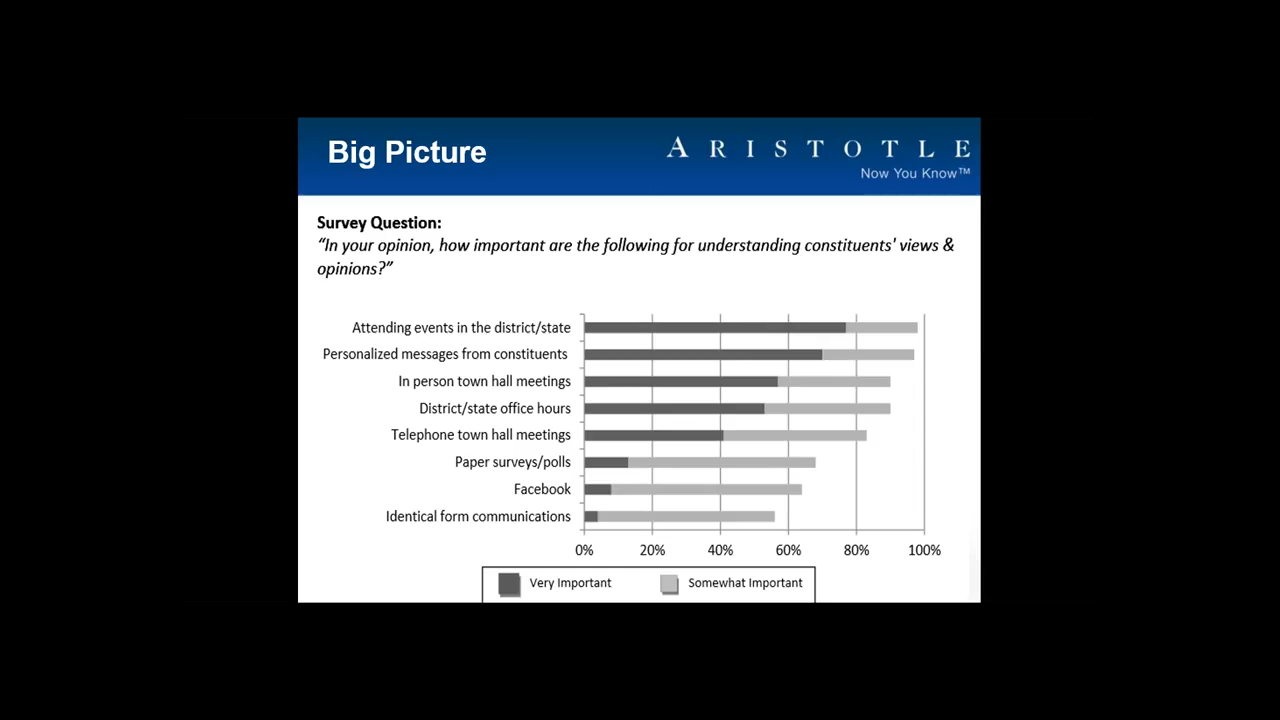 Big Picture
ARISTOTLE
Now You Know™
Survey Question:
“In your opinion, how important are the following for understanding constituents' views &
opinions?”
Attending events in the district/state
Personalized messages from constituents
In person town hall meetings
District/state office hours
Telephone town hall meetings
Paper surveys/polls
Facebook
Identical form communications
0% 20% 40% 60% 80% 100%
Very Important Somewhat Important